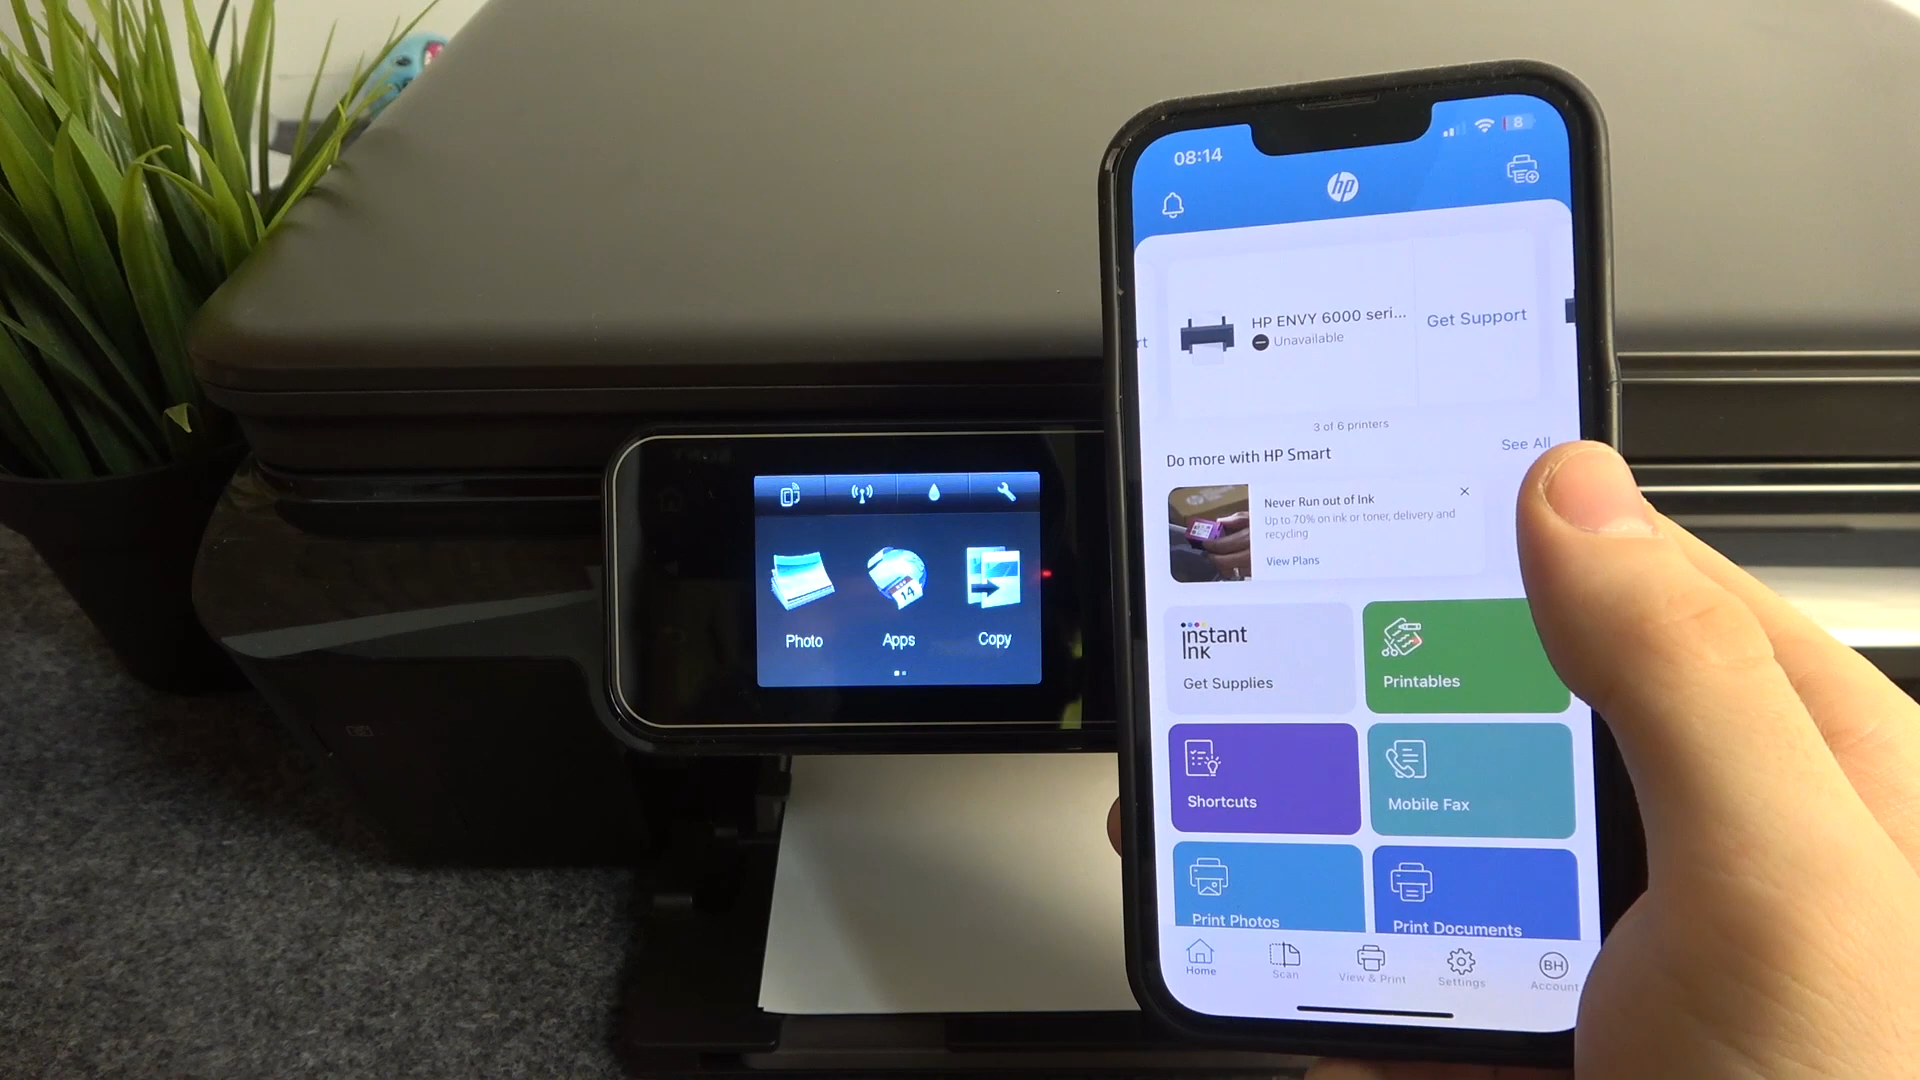 08:14
8
hp
HP ENVY 6000 seri...
Unavailable
Get Support
rt
3 of 6 printers
Do more with HP Smart
See All
Never Run out of Ink
Up to 70% on ink or toner, delivery and
recycling
View Plans
instant
ınk
Get Supplies
Printables
Shortcuts
Mobile Fax
Print Photos
Print Documents
Home
Scan
View & Print
Settings
BH
Account
14
Photo
Apps
Copy